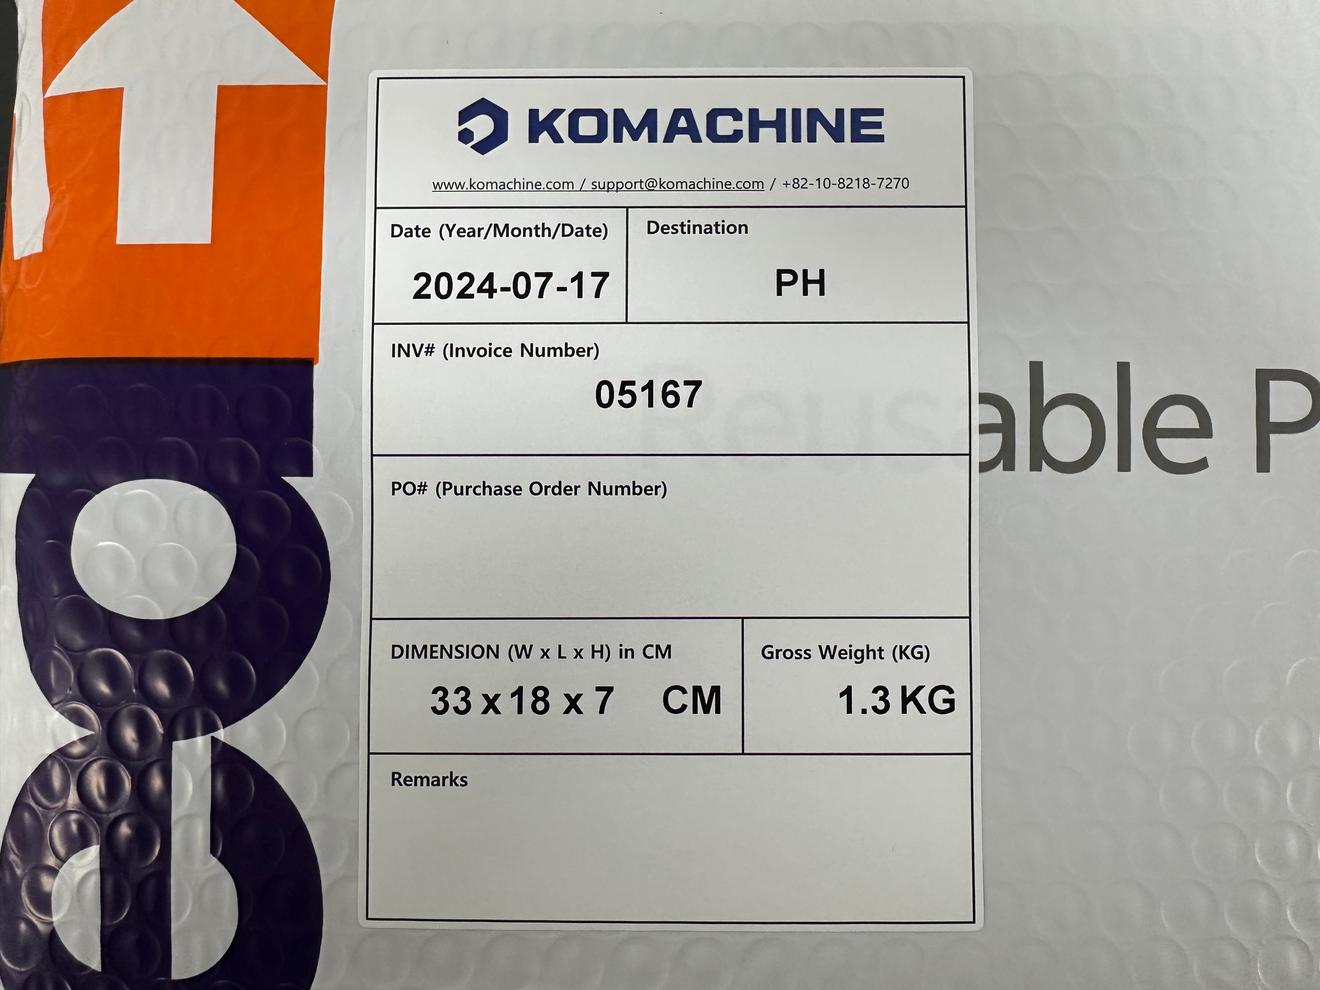 KOMACHINE
www.komachine.com / support@komachine.com / +82-10-8218-7270
Date (Year/Month/Date)
2024-07-17
Destination
PH
INV# (Invoice Number)
05167
PO# (Purchase Order Number)
DIMENSION (W x L x H) in CM
33 x 18 x 7 CM
Gross Weight (KG)
1.3 KG
Remarks
Reusable P